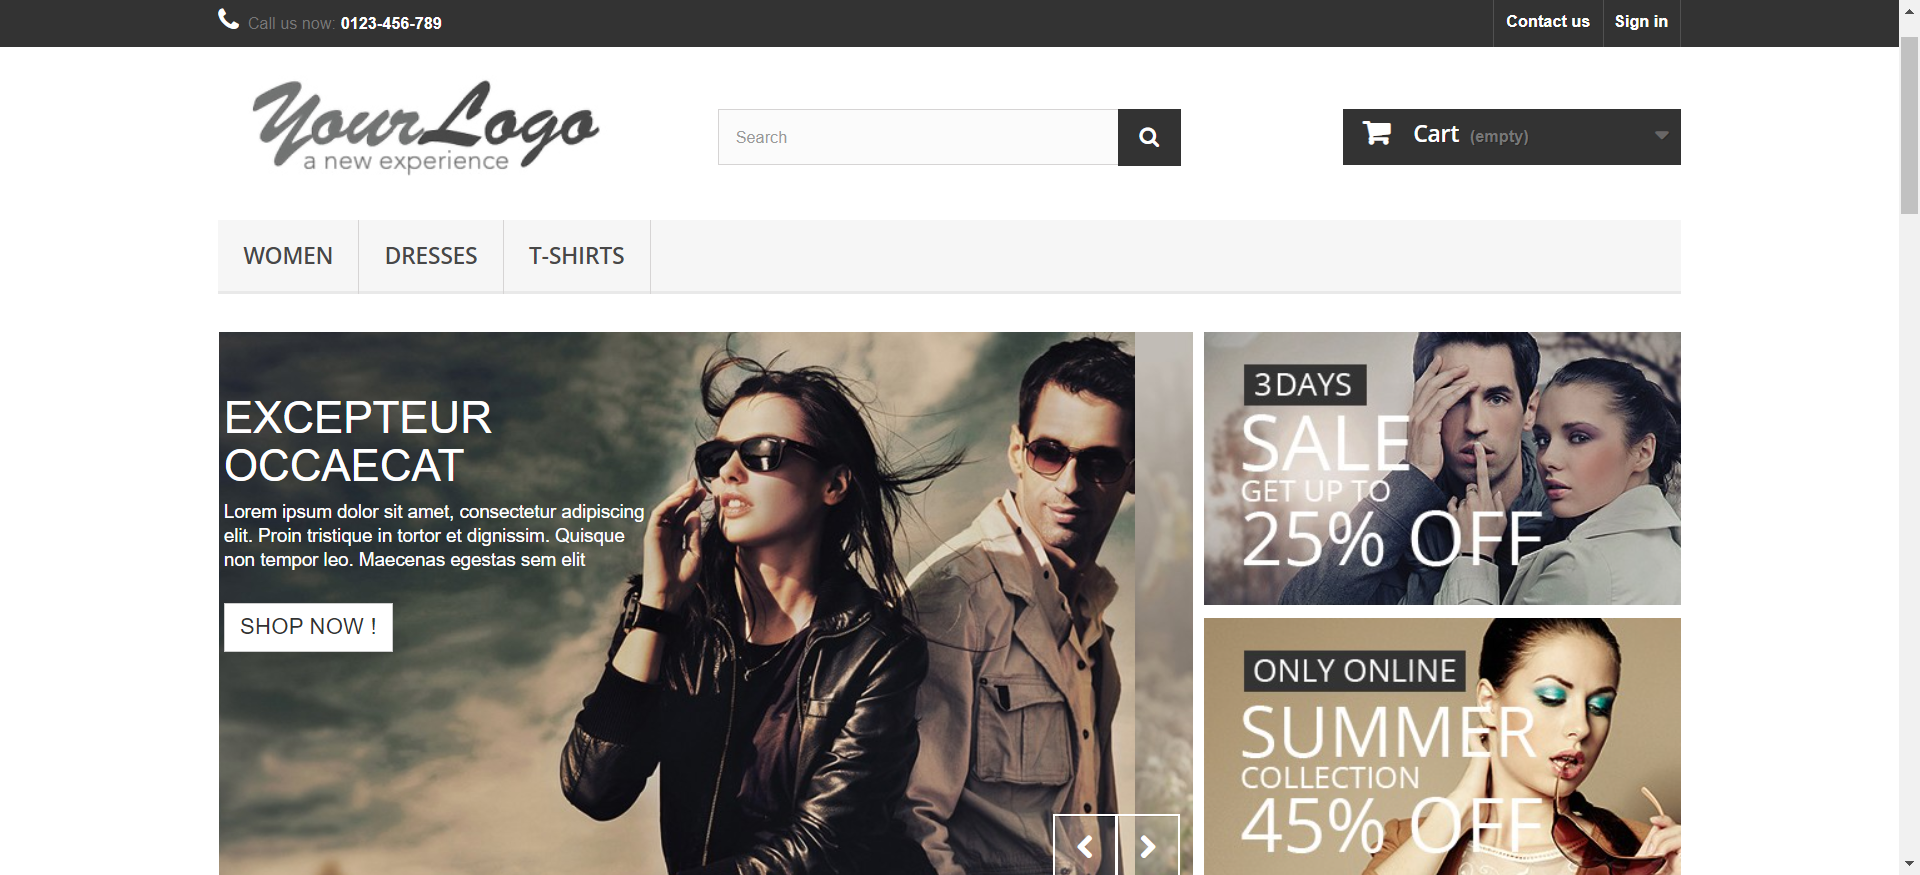 Call us now: 0123-456-789
Contact us
Sign in
YourLogo
a new experience
Search
Cart (empty)
WOMEN
DRESSES
T-SHIRTS
EXCEPTEUR
OCCAECAT
Lorem ipsum dolor sit amet, consectetur adipiscing
elit. Proin tristique in tortor et dignissim. Quisque
non tempor leo. Maecenas egestas sem elit
SHOP NOW !
3 DAYS
SALE
GET UP TO
25% OFF
ONLY ONLINE
SUMMER
COLLECTION
45% OFF